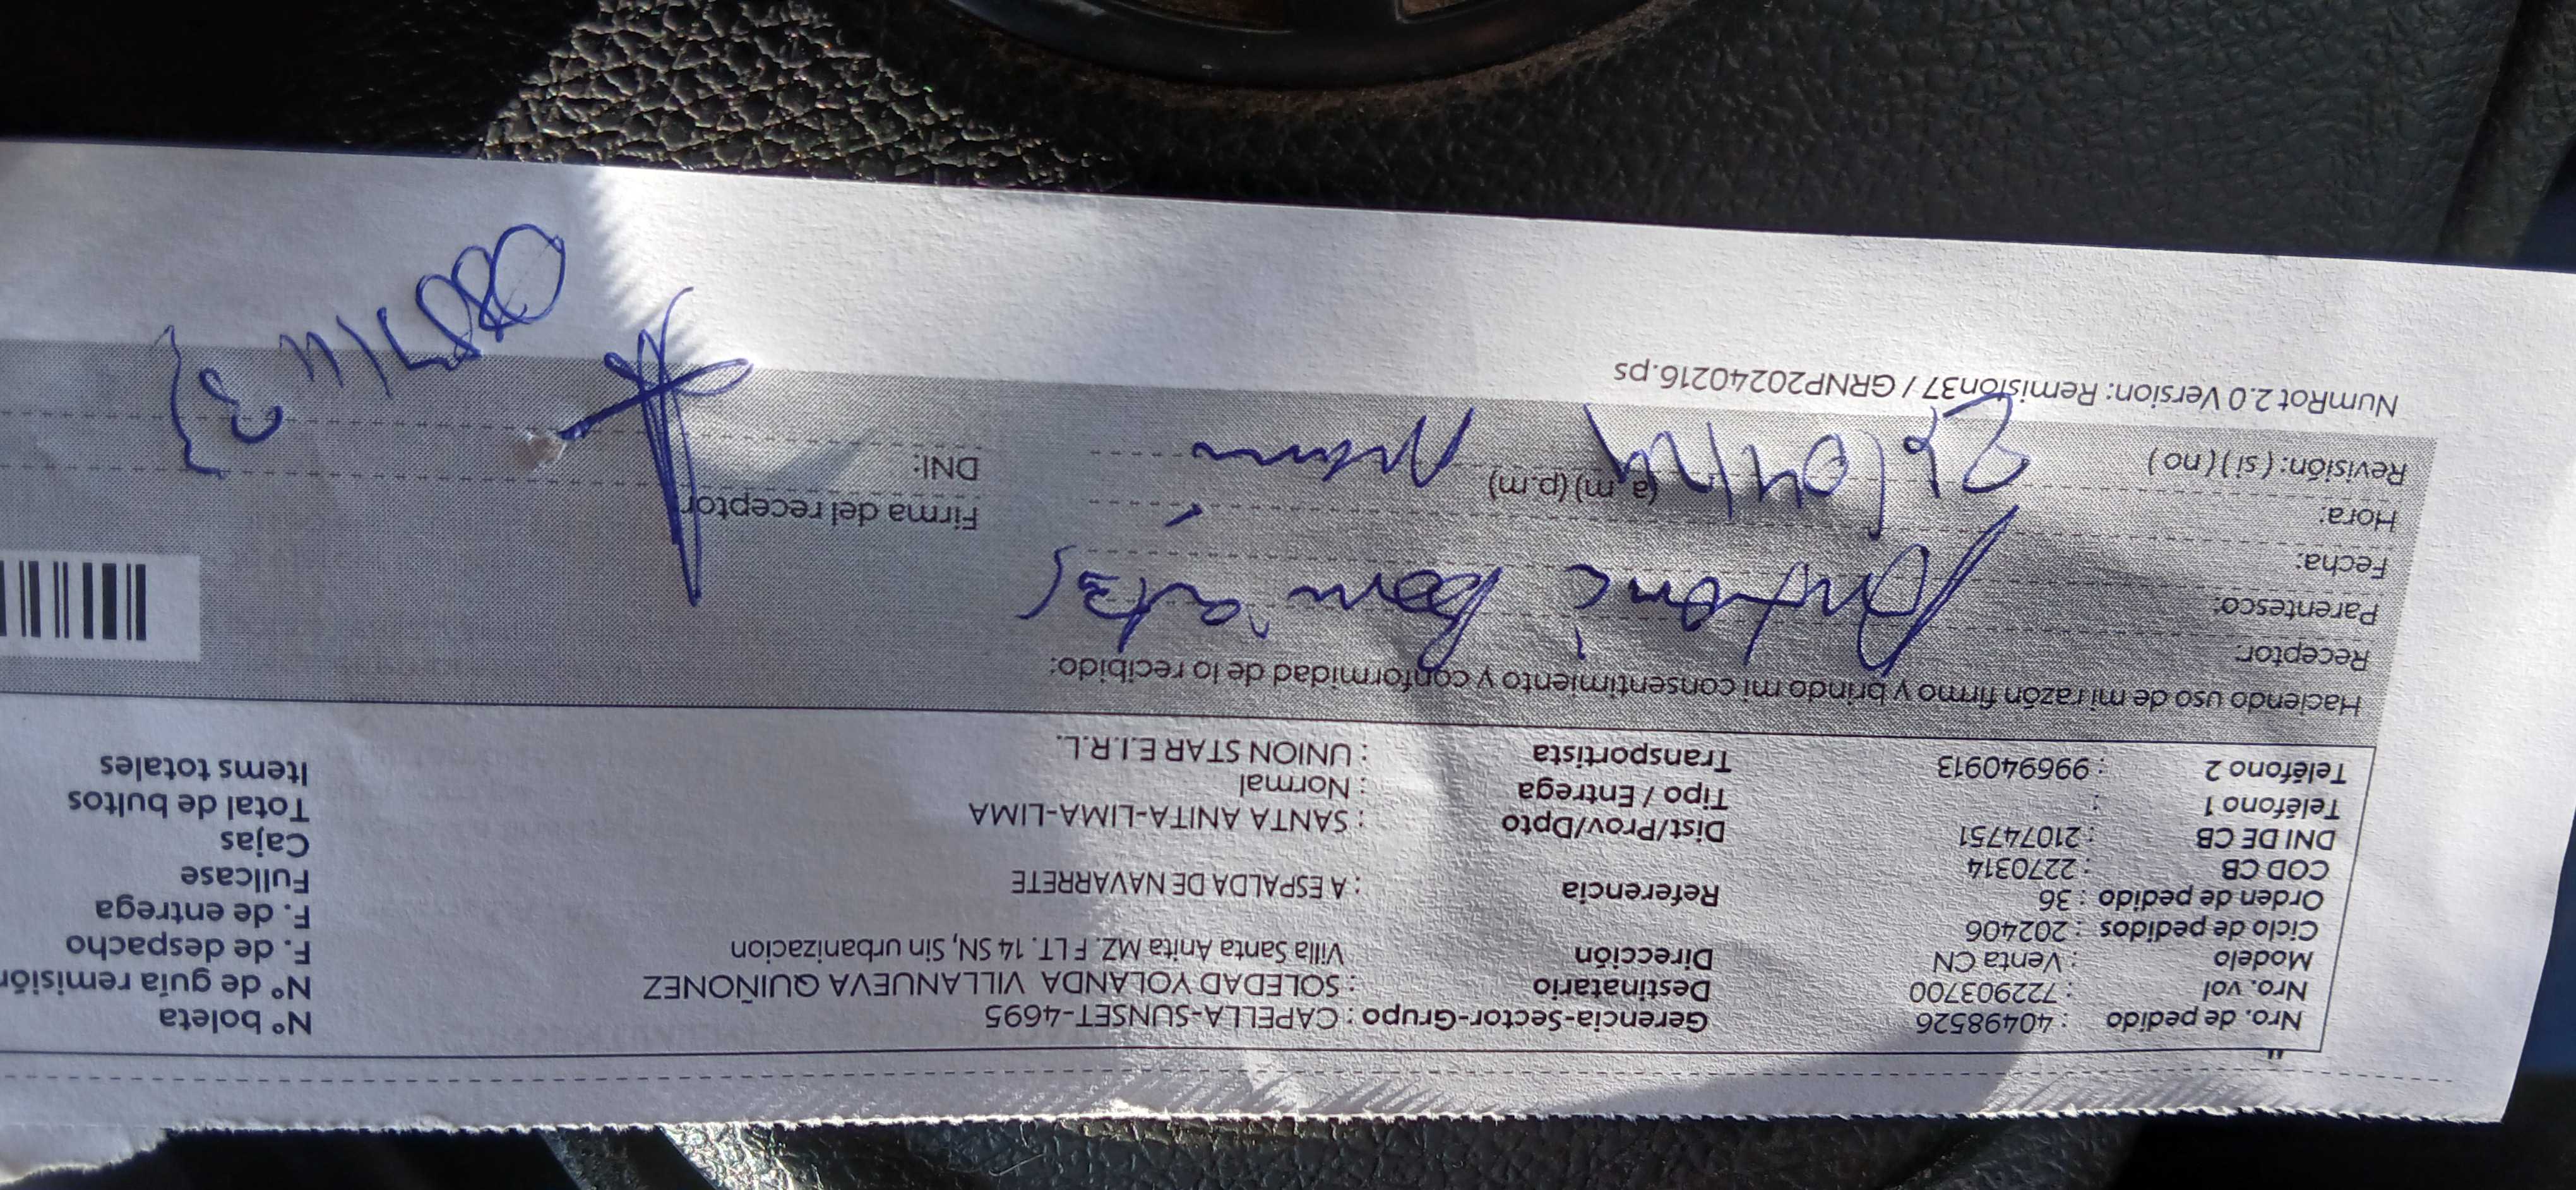 Nro. de pedido : 40498526 Gerencia-Sector-Grupo : CAPELLA-SUNSET-4695 Nº boleta
Nro. vol : 722903700 Destinatario : SOLEDAD YOLANDA VILLANUEVA QUIÑONEZ Nº de guía remisión
Modelo : Venta CN Dirección Villa Santa Anita MZ. F LT. 14 SN, Sin urbanizacion F. de despacho
Ciclo de pedidos : 202406 F. de entrega
Orden de pedido : 36 Referencia : A ESPALDA DE NAVARRETE Fullcase
COD CB : 2270314 Cajas
DNI DE CB : 21074751 Dist/Prov/Dpto : SANTA ANITA-LIMA-LIMA Total de bultos
Teléfono 1 : Tipo / Entrega : Normal Items totales
Teléfono 2 : 996940913 Transportista : UNION STAR E.I.R.L.
Haciendo uso de mi razón firmo y brindo mi consentimiento y conformidad de lo recibido:
Receptor:
Parentesco:
Fecha:
Hora: (a. m) (p.m) Firma del receptor
Revisión: ( si ) ( no ) DNI:
NumRot 2.0 Version: Remision37 / GRNP20240216.ps